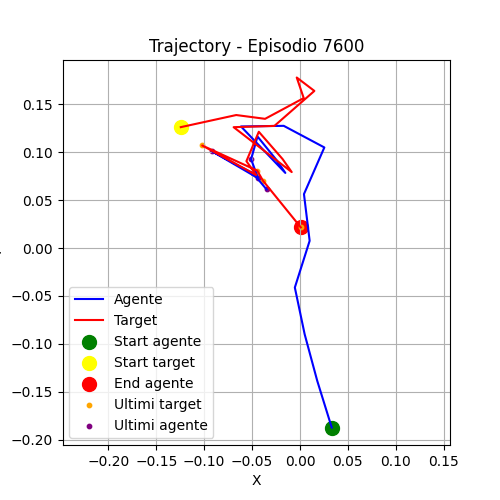 Trajectory - Episodio 7600
0.15
0.10
0.05
0.00
−0.05
−0.10
−0.15
−0.20
Agente
Target
Start agente
Start target
End agente
Ultimi target
Ultimi agente
−0.20 −0.15 −0.10 −0.05 0.00 0.05 0.10 0.15
X